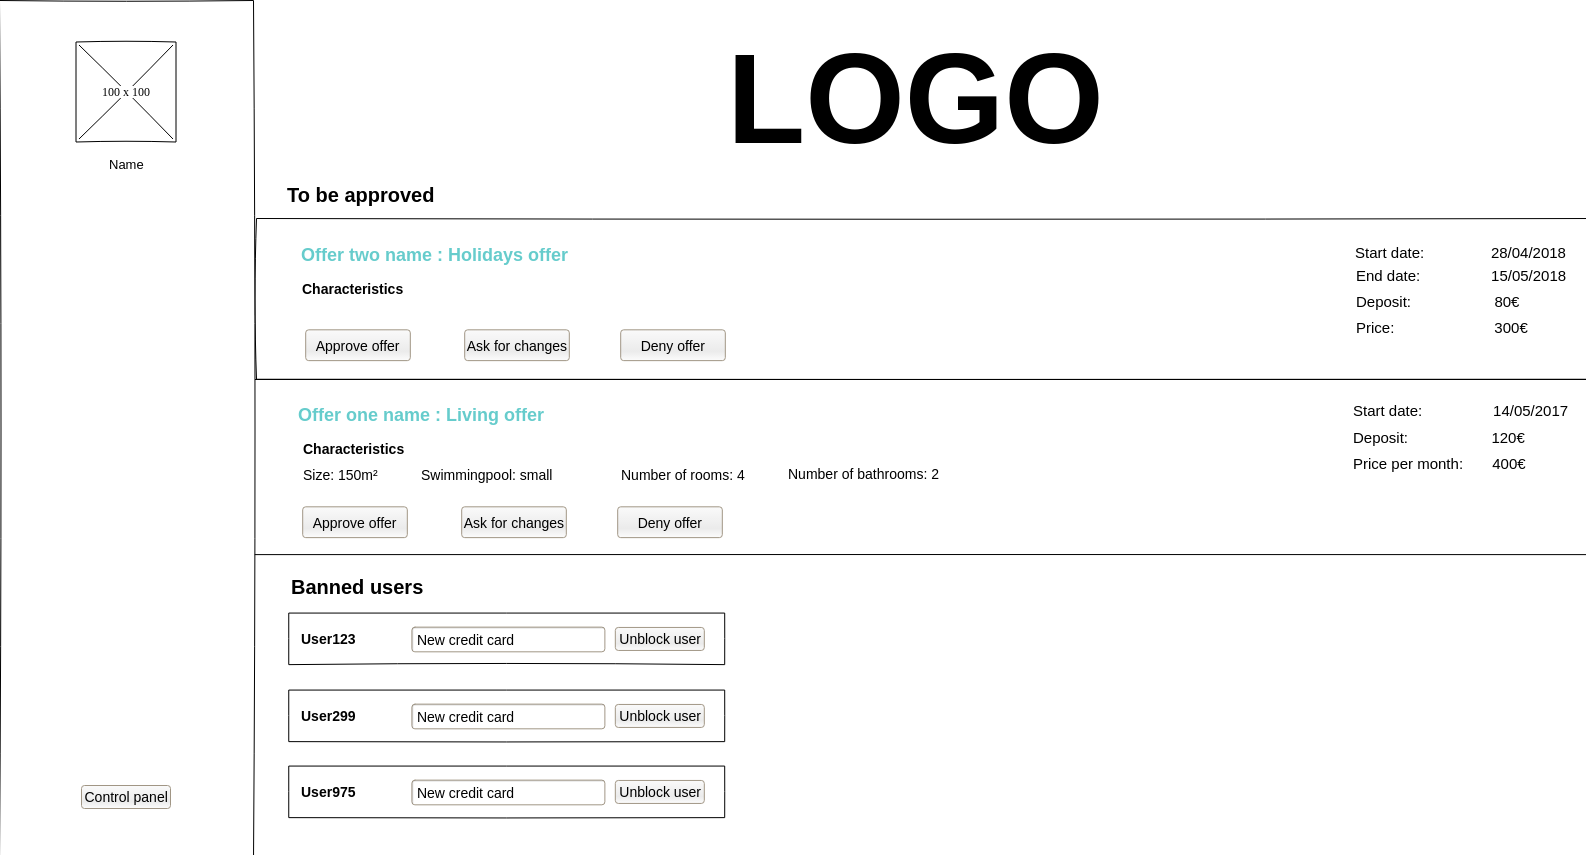 100 x 100
Name
Control panel
LOGO
To be approved
Offer two name : Holidays offer
Characteristics
Approve offer Ask for changes Deny offer
Start date: 28/04/2018
End date: 15/05/2018
Deposit: 80€
Price: 300€
Offer one name : Living offer
Characteristics
Size: 150m² Swimmingpool: small Number of rooms: 4 Number of bathrooms: 2
Approve offer Ask for changes Deny offer
Start date: 14/05/2017
Deposit: 120€
Price per month: 400€
Banned users
User123 New credit card Unblock user
User299 New credit card Unblock user
User975 New credit card Unblock user